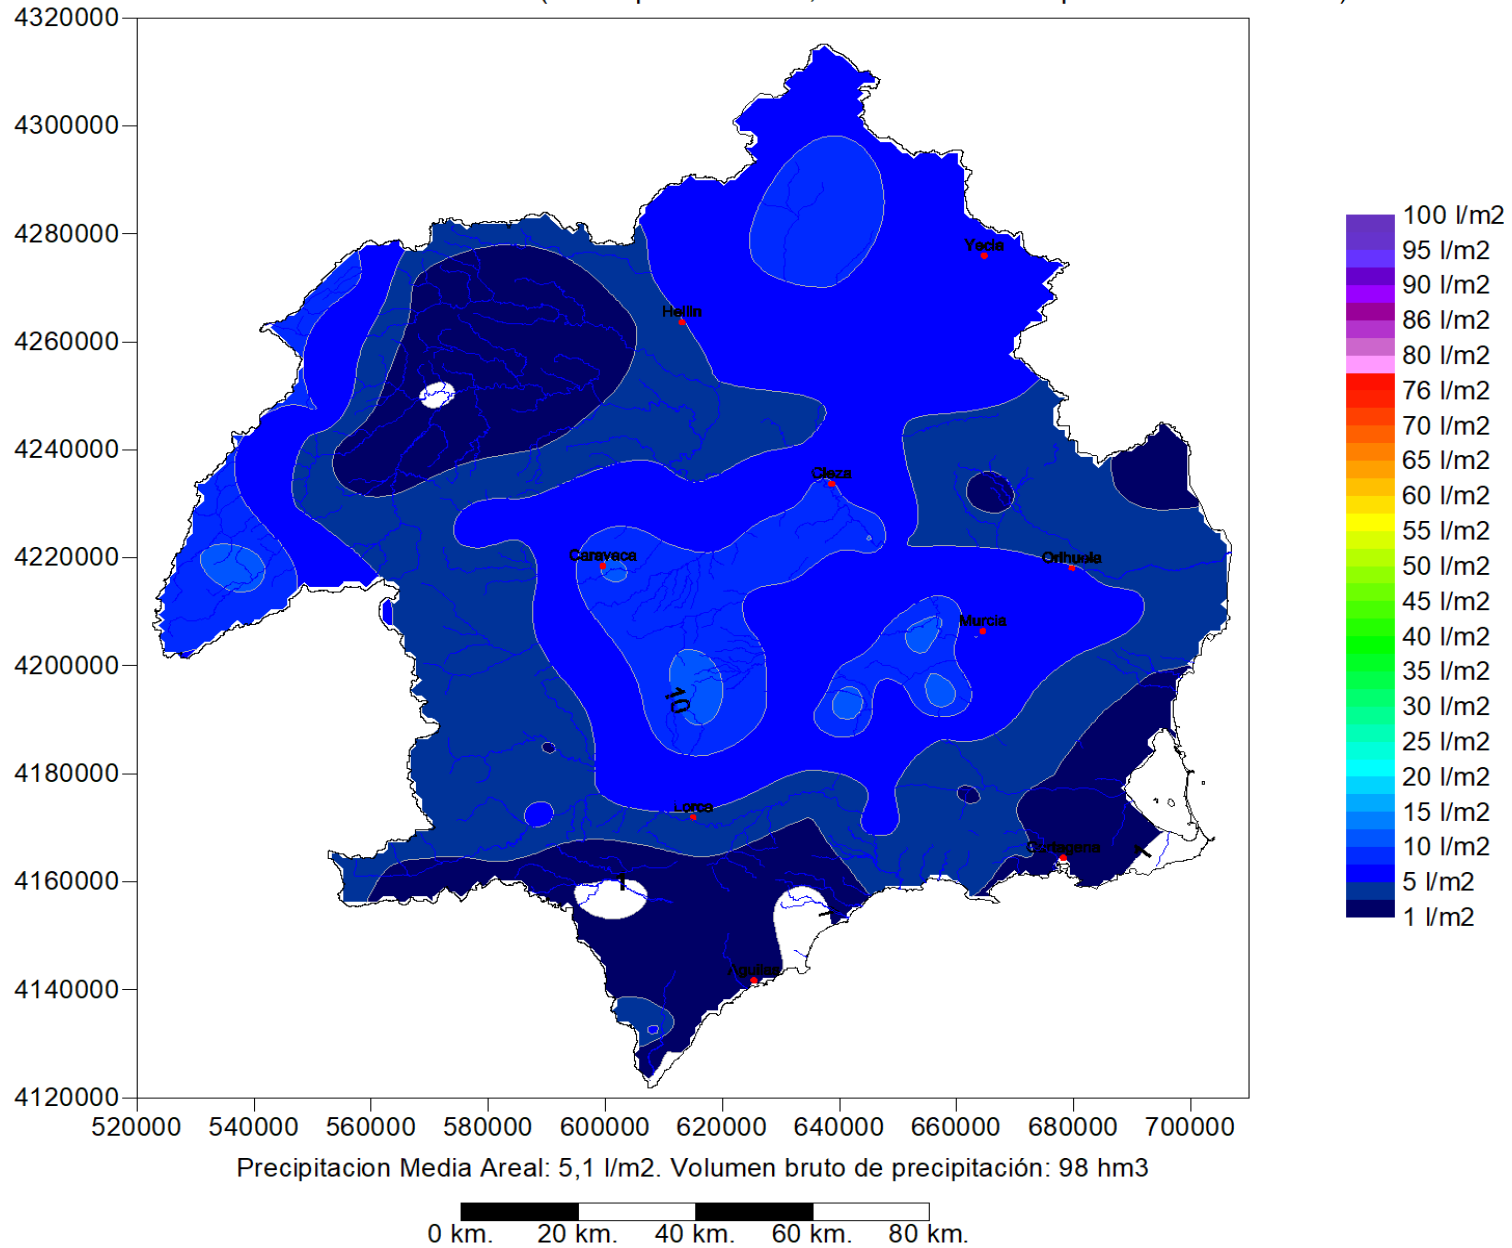 4320000
4300000
4280000
4260000
4240000
4220000
4200000
4180000
4160000
4140000
4120000
520000 540000 560000 580000 600000 620000 640000 660000 680000 700000
Yecla
Hellin
Cieza
Caravaca
Orihuela
Murcia
10
Lorca
Cartagena
1
1
1
Aguilas
100 l/m2
95 l/m2
90 l/m2
86 l/m2
80 l/m2
76 l/m2
70 l/m2
65 l/m2
60 l/m2
55 l/m2
50 l/m2
45 l/m2
40 l/m2
35 l/m2
30 l/m2
25 l/m2
20 l/m2
15 l/m2
10 l/m2
5 l/m2
1 l/m2
Precipitacion Media Areal: 5,1 l/m2. Volumen bruto de precipitación: 98 hm3
0 km. 20 km. 40 km. 60 km. 80 km.